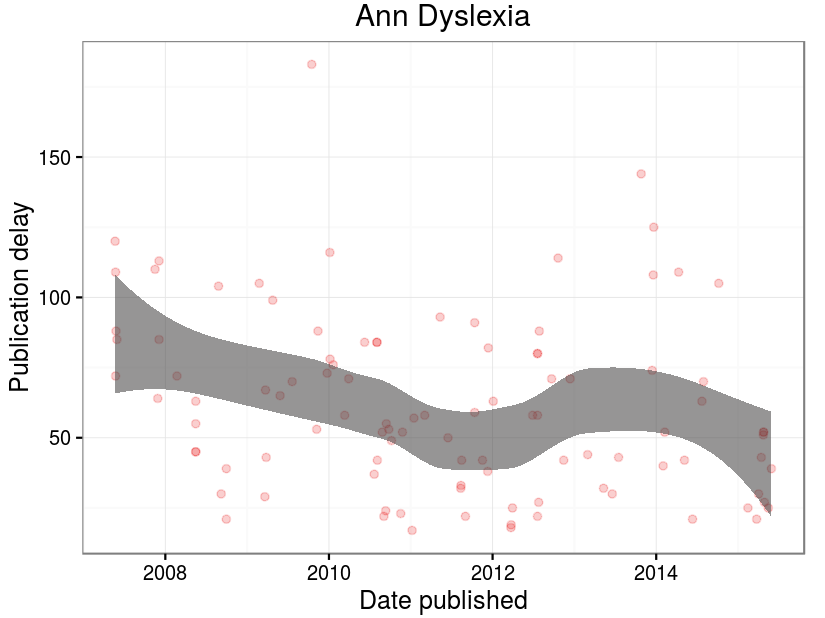 Ann Dyslexia
Publication delay
150
100
50
2008 2010 2012 2014
Date published